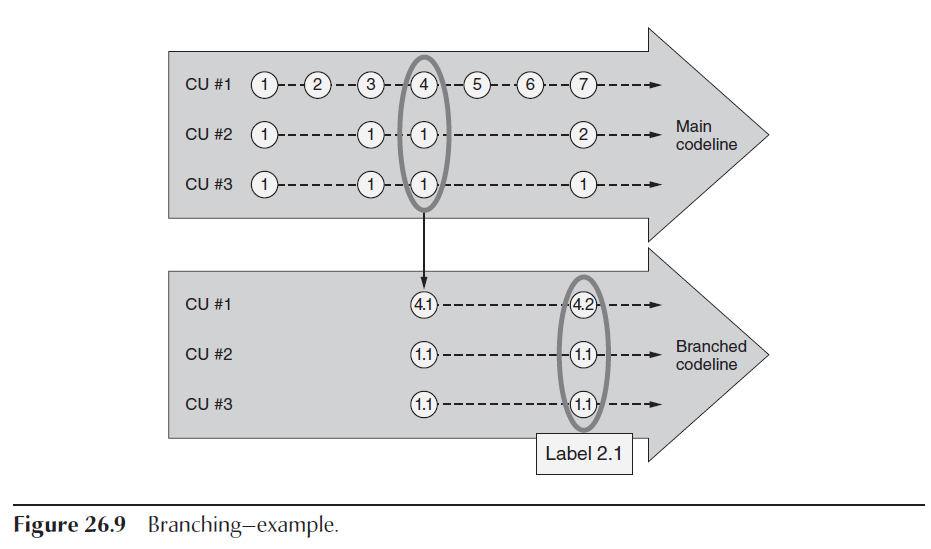 CU #1 1 2 3 4 5 6 7
CU #2 1 1 1 2
CU #3 1 1 1 1
Main
codeline
CU #1 4.1 4.2
CU #2 1.1 1.1
CU #3 1.1 1.1
Branched
codeline
Label 2.1
Figure 26.9 Branching–example.